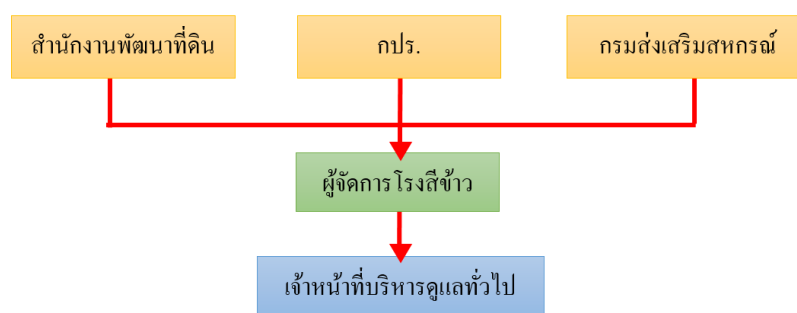 สำนักงานพัฒนาที่ดิน
กปร.
กรมส่งเสริมสหกรณ์
ผู้จัดการโรงสีข้าว
เจ้าหน้าที่บริหารดูแลทั่วไป